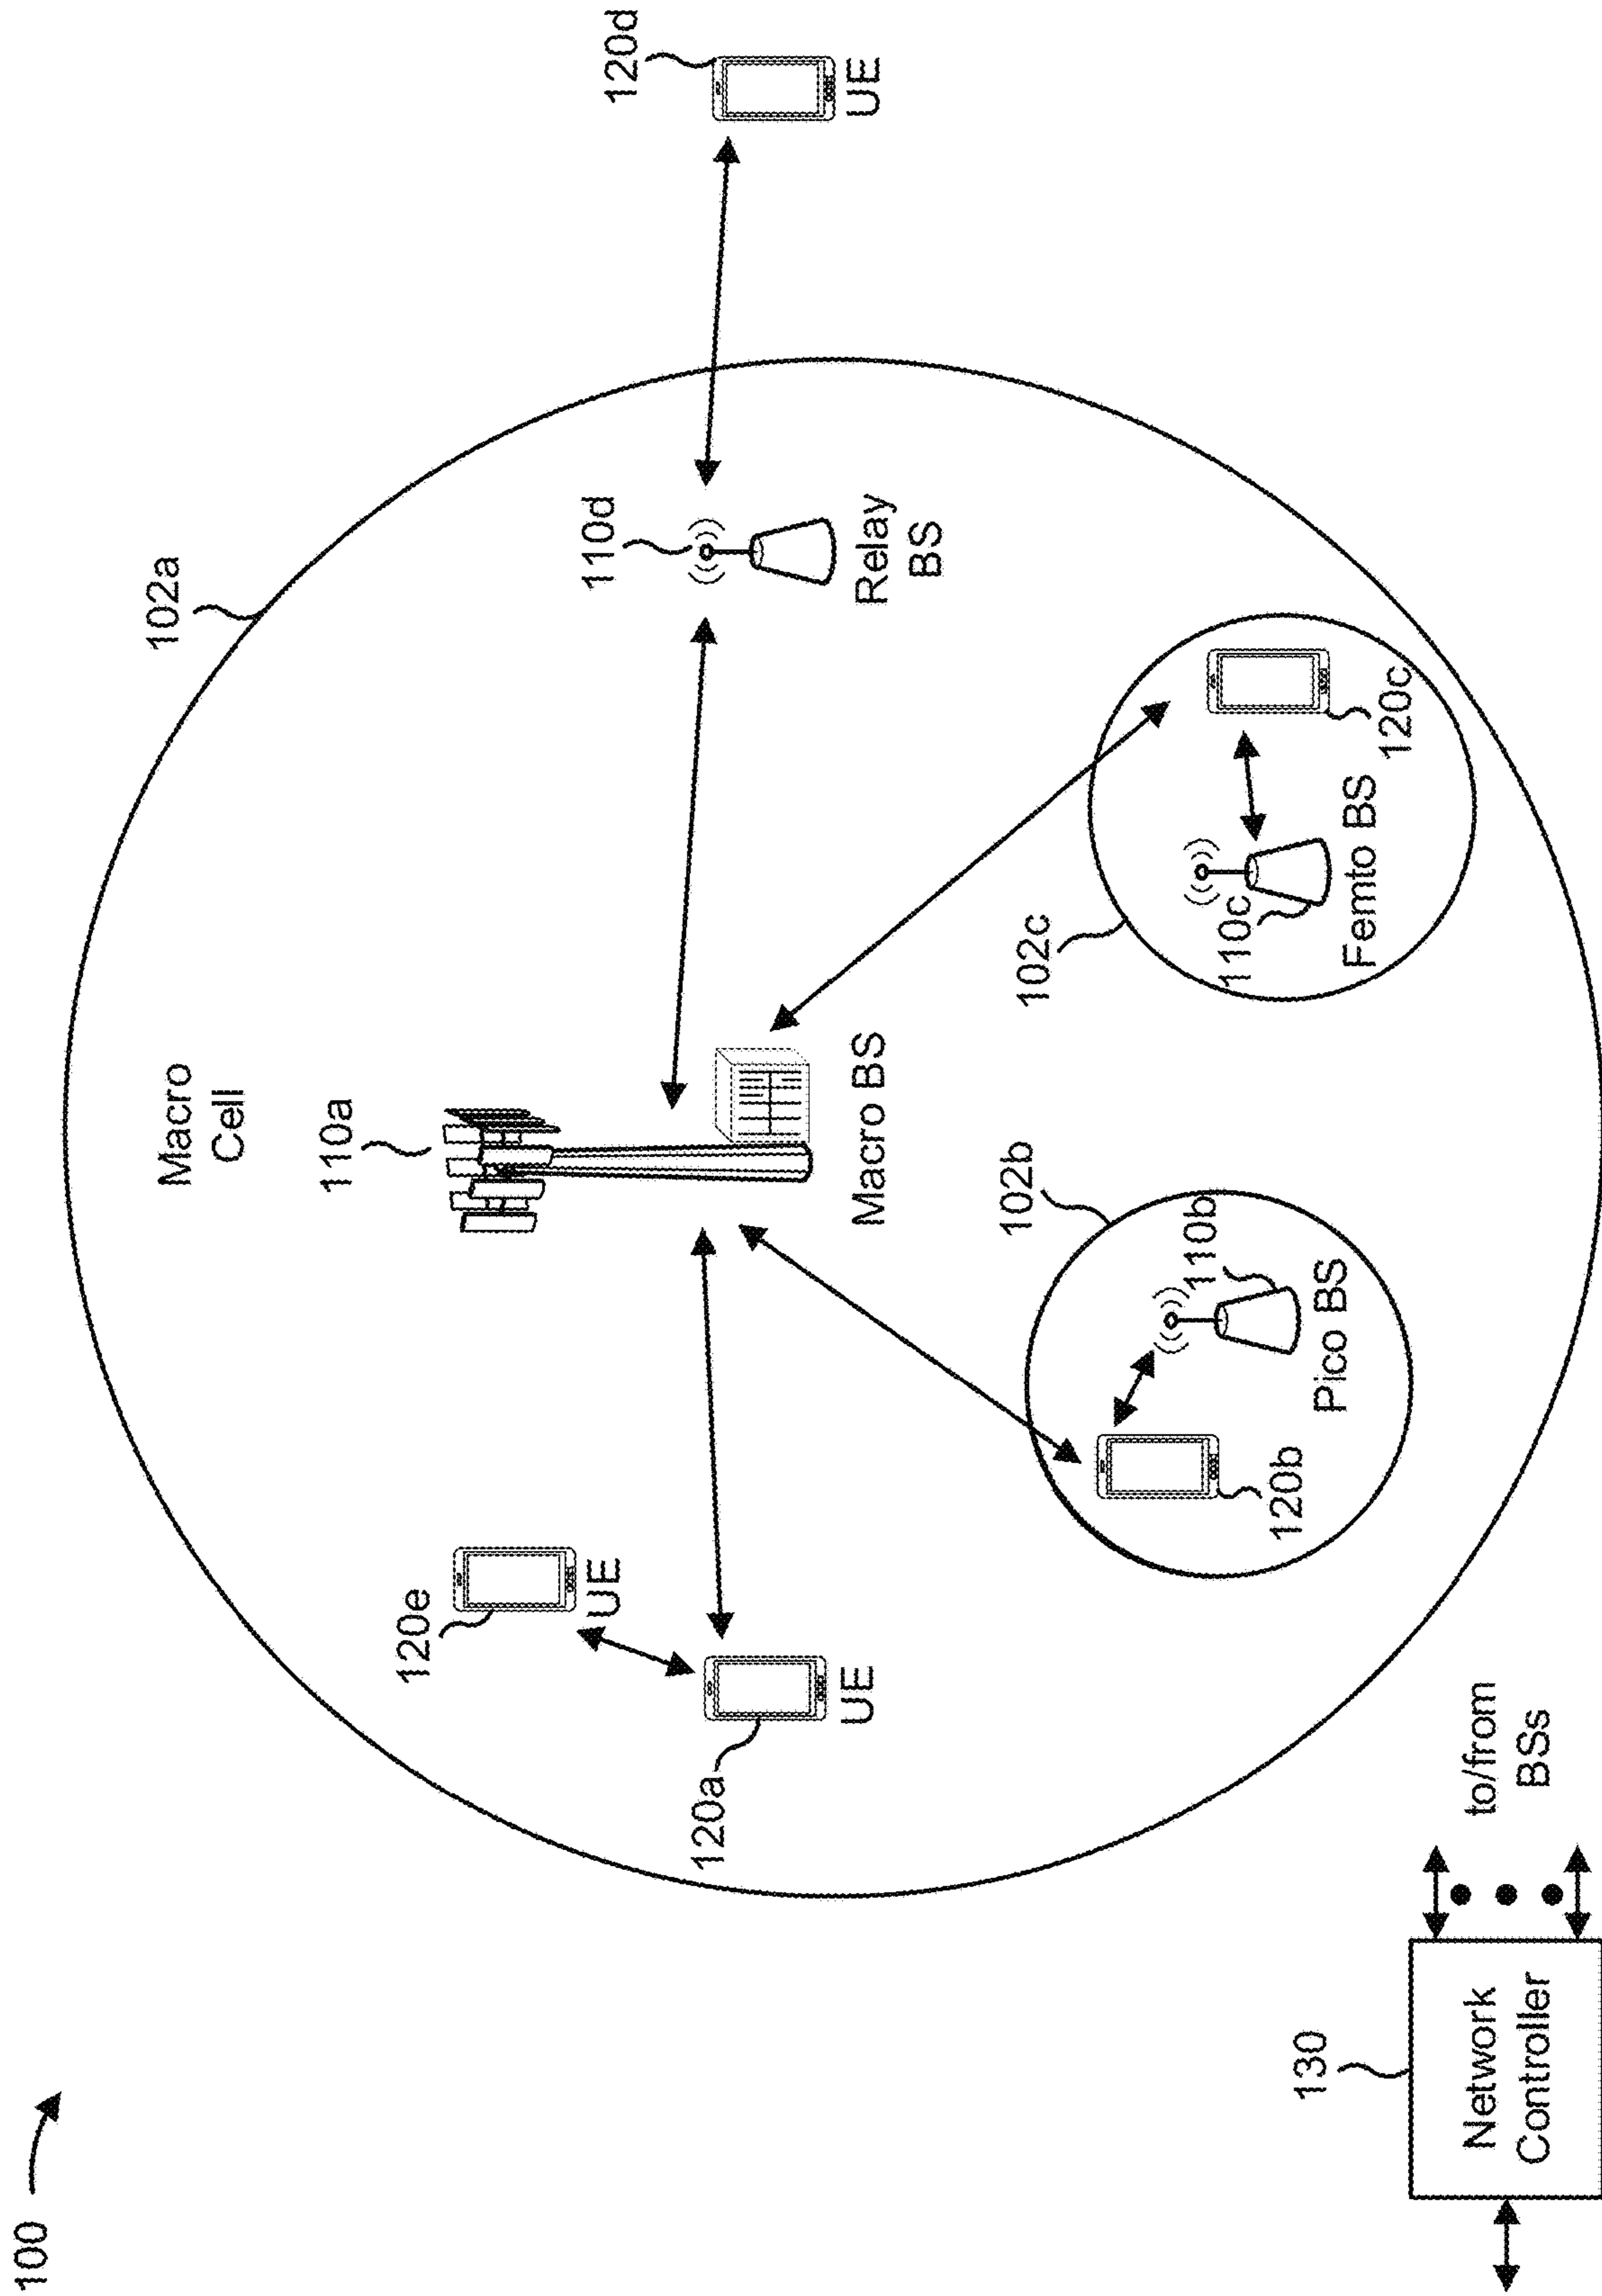 100
102a
Macro
Cell
110a
Macro BS
120e
UE
120a
UE
110d
Relay
BS
120d
UE
102b
110b
Pico BS
120b
102c
110c
Femto BS
120c
130
Network
Controller
to/from
BSs